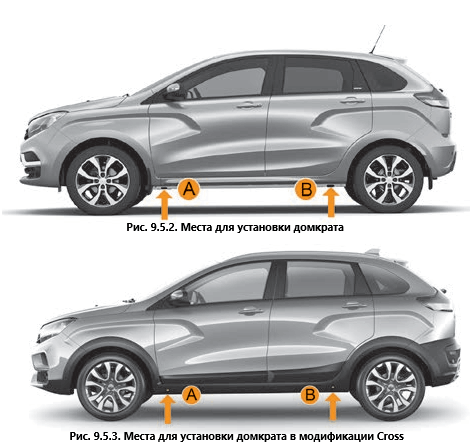 A
B
Рис. 9.5.2. Места для установки домкрата
A
B
Рис. 9.5.3. Места для установки домкрата в модификации Cross